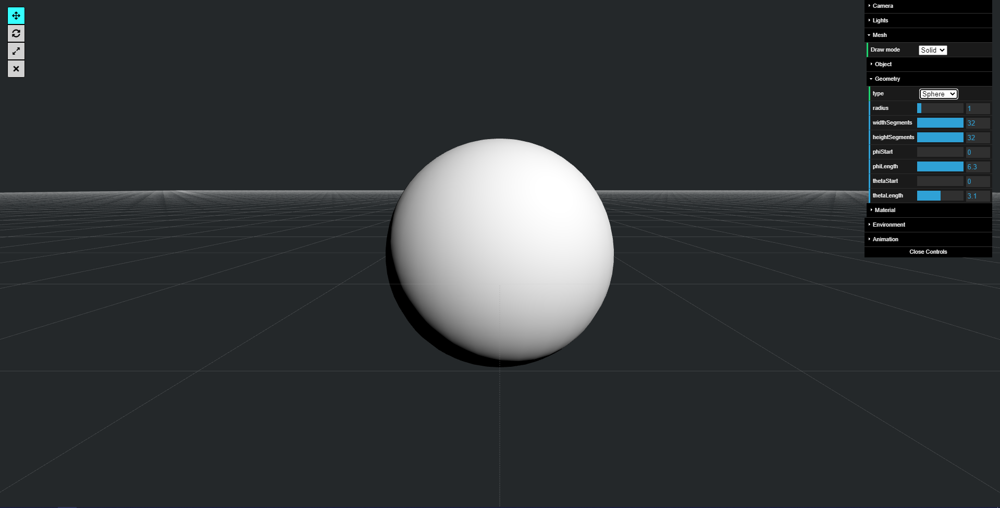 Camera
Lights
Mesh
Draw mode Solid
Object
Geometry
type Sphere
radius 1
widthSegments 32
heightSegments 32
phiStart 0
phiLength 6.3
thetaStart 0
thetaLength 3.1
Material
Environment
Animation
Close Controls